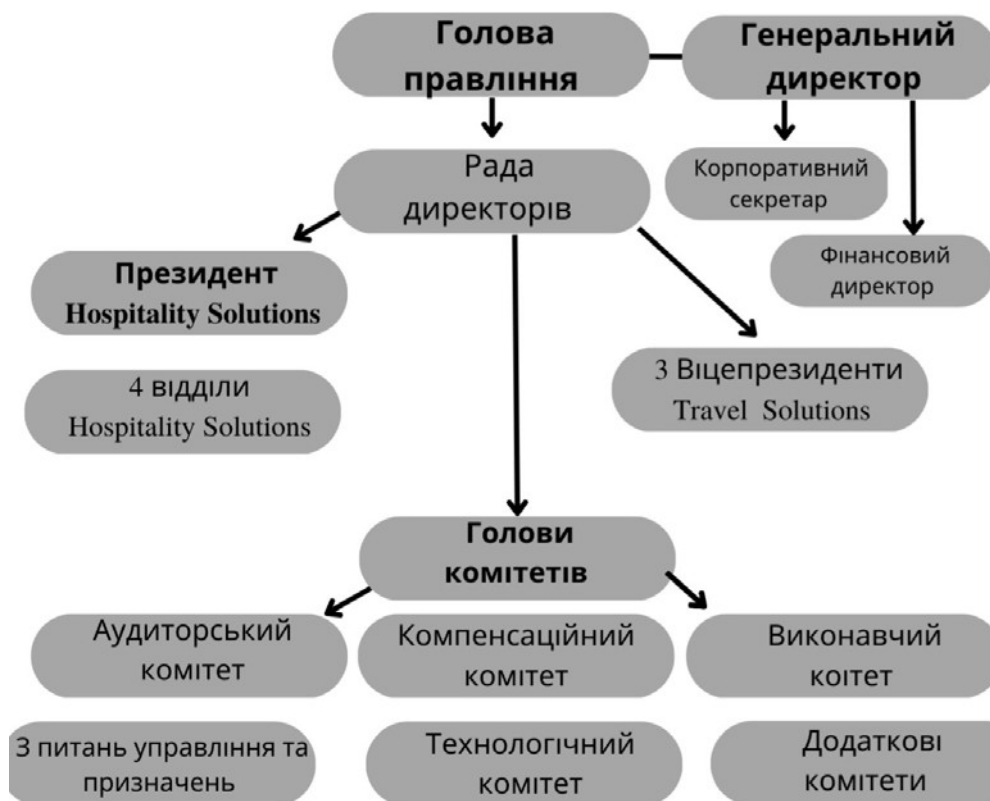 Голова
правління
Генеральний
директор
Рада
директорів
Корпоративний
секретар
Фінансовий
директор
Президент
Hospitality Solutions
4 відділи
Hospitality Solutions
3 Віцепрезиденти
Travel Solutions
Голови
комітетів
Аудиторський
комітет
Компенсаційний
комітет
Виконавчий
коітет
З питань управління та
призначень
Технологічний
комітет
Додаткові
комітети